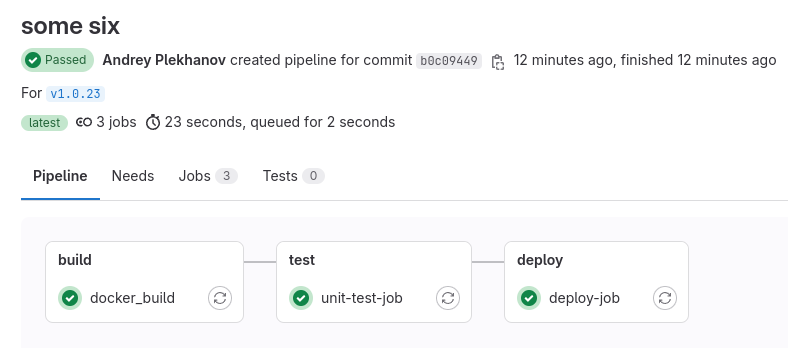 some six
Passed Andrey Plekhanov created pipeline for commit b0c09449 12 minutes ago, finished 12 minutes ago
For v1.0.23
latest 3 jobs 23 seconds, queued for 2 seconds
Pipeline Needs Jobs 3 Tests 0
build test deploy
docker_build unit-test-job deploy-job